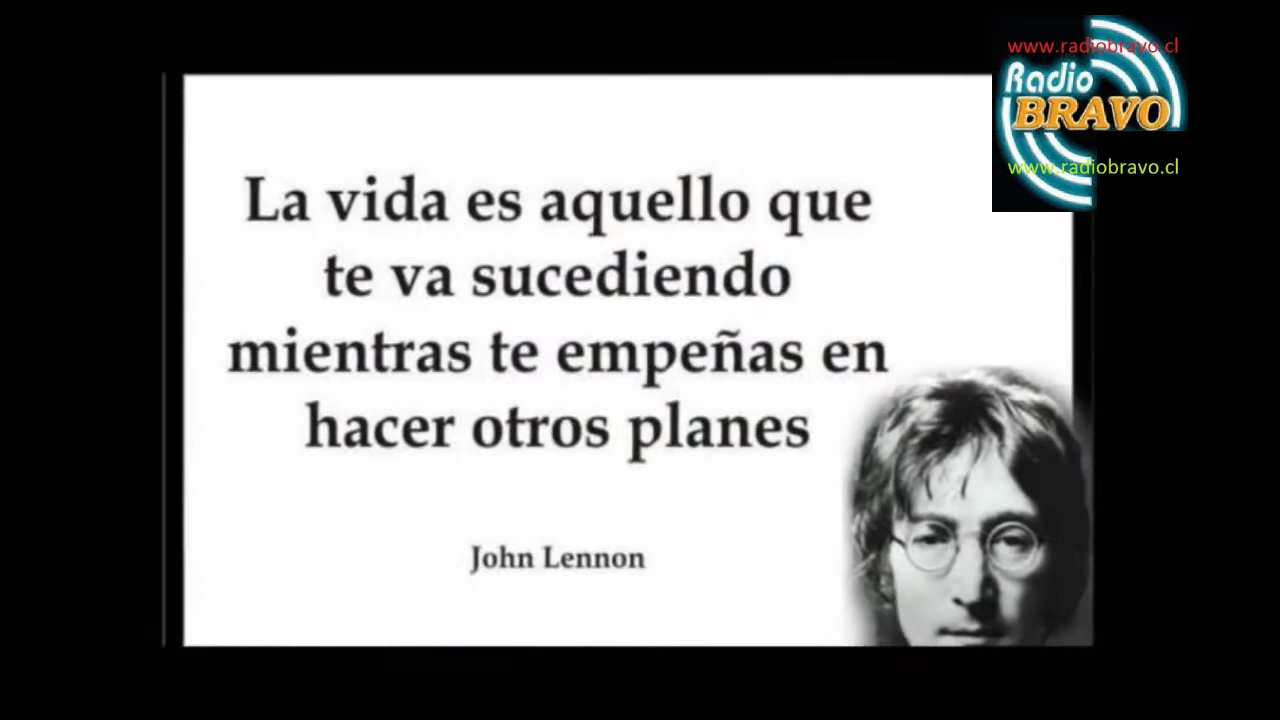 www.radiobravo.cl
Radio
BRAVO
www.radiobravo.cl
La vida es aquello que
te va sucediendo
mientras te empeñas en
hacer otros planes
John Lennon